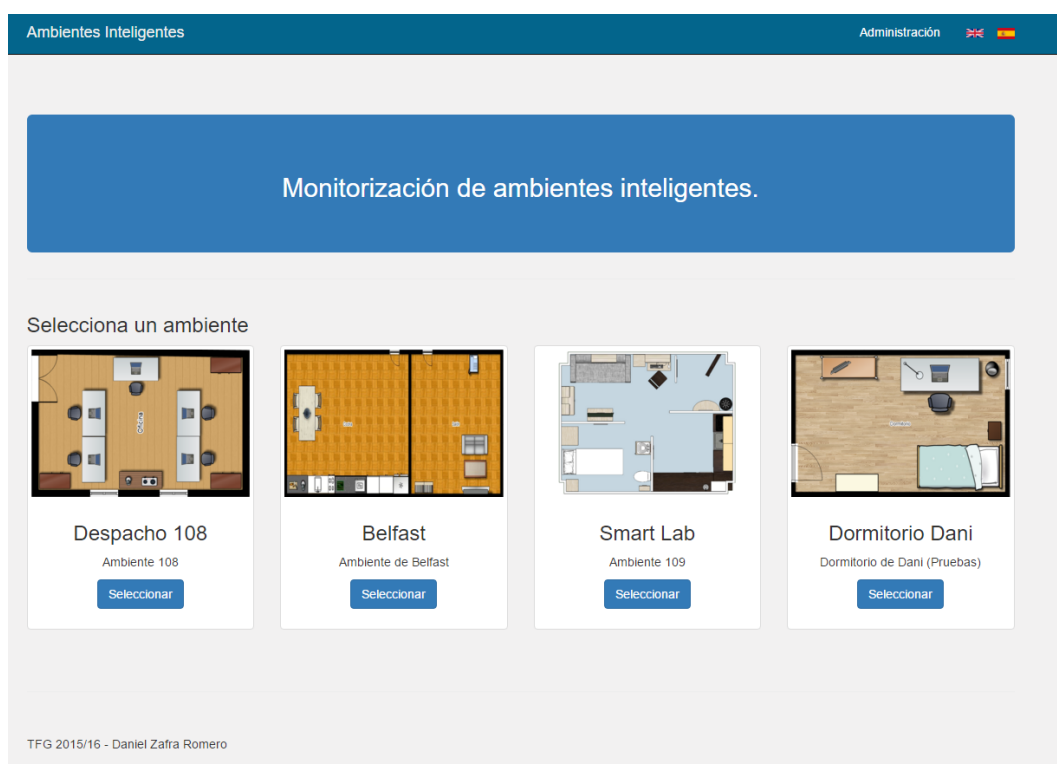 Ambientes Inteligentes
Administración
Monitorización de ambientes inteligentes.
Selecciona un ambiente
Despacho 108
Ambiente 108
Seleccionar
Belfast
Ambiente de Belfast
Seleccionar
Smart Lab
Ambiente 109
Seleccionar
Dormitorio Dani
Dormitorio de Dani (Pruebas)
Seleccionar
TFG 2015/16 - Daniel Zafra Romero